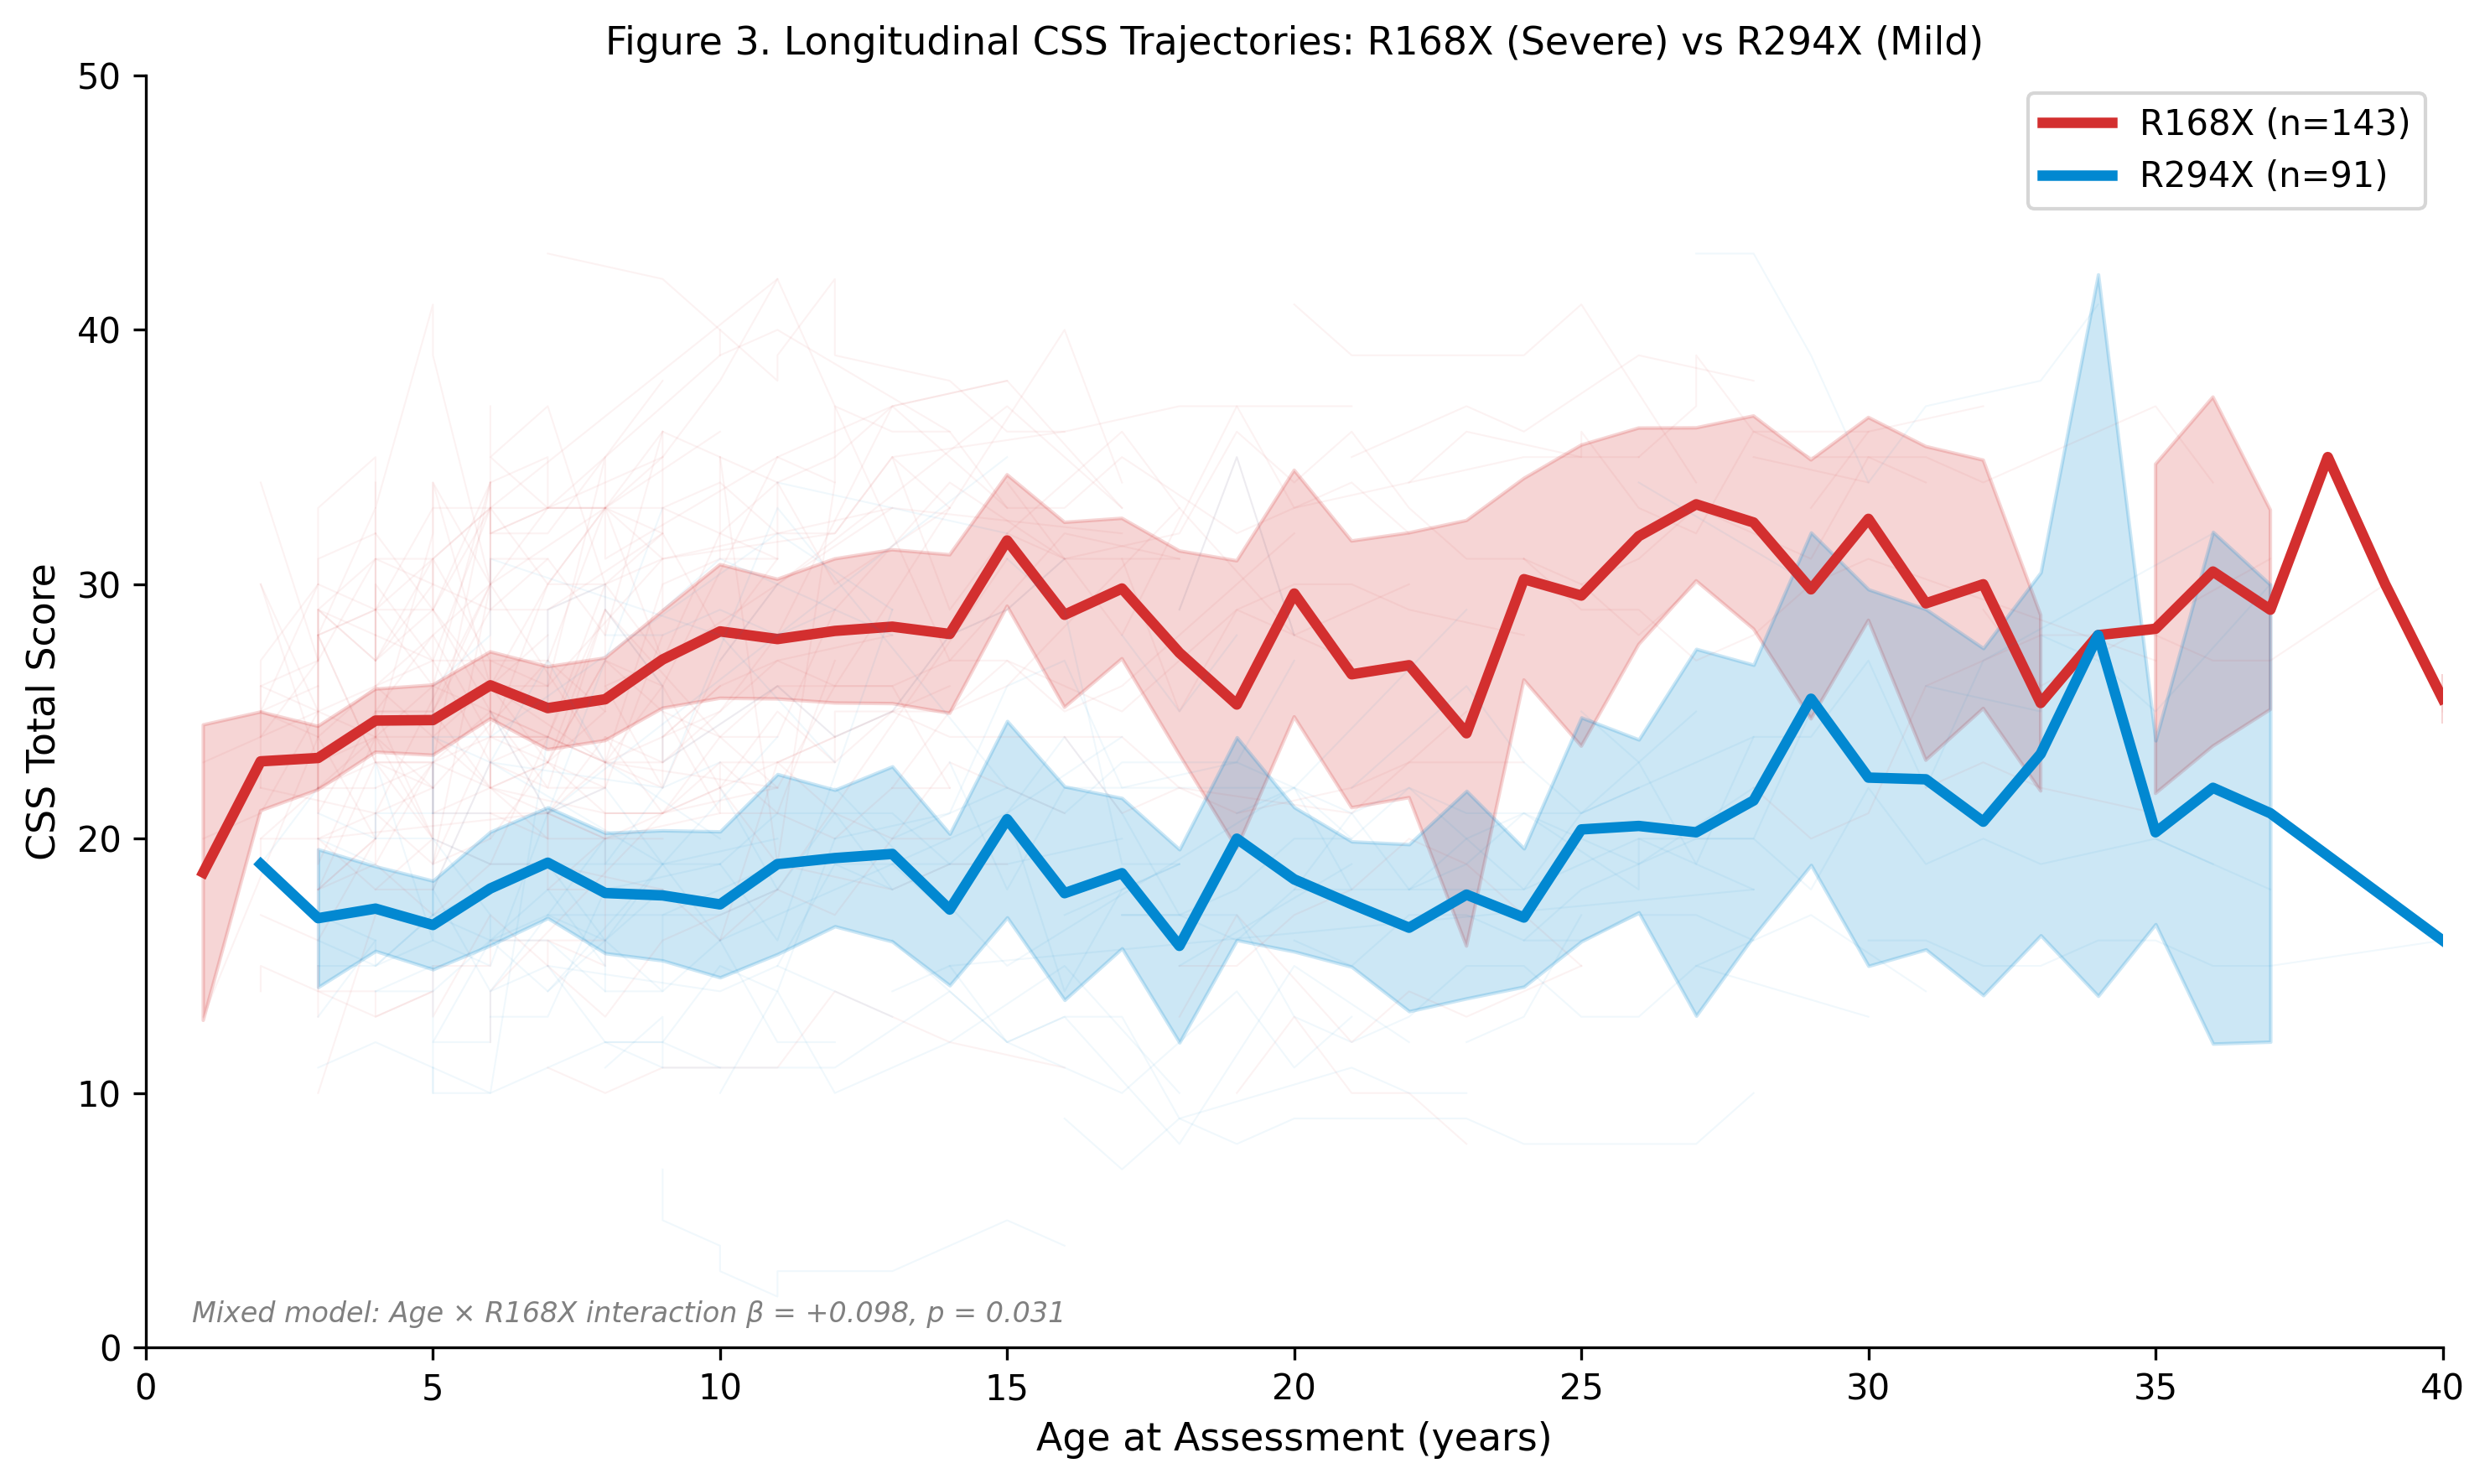 Figure 3. Longitudinal CSS Trajectories: R168X (Severe) vs R294X (Mild)
50
40
30
20
10
0
CSS Total Score
R168X (n=143)
R294X (n=91)
Mixed model: Age × R168X interaction β = +0.098, p = 0.031
0 5 10 15 20 25 30 35 40
Age at Assessment (years)